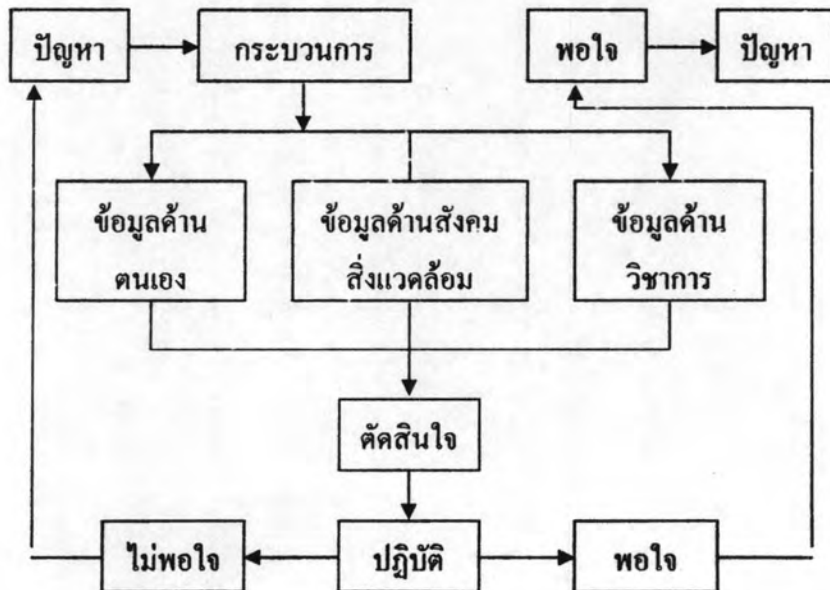 ปัญหา กระบวนการ พอใจ ปัญหา
ข้อมูลด้าน
ตนเอง
ข้อมูลด้านสังคม
สิ่งแวดล้อม
ข้อมูลด้าน
วิชาการ
ตัดสินใจ
ไม่พอใจ ปฏิบัติ พอใจ